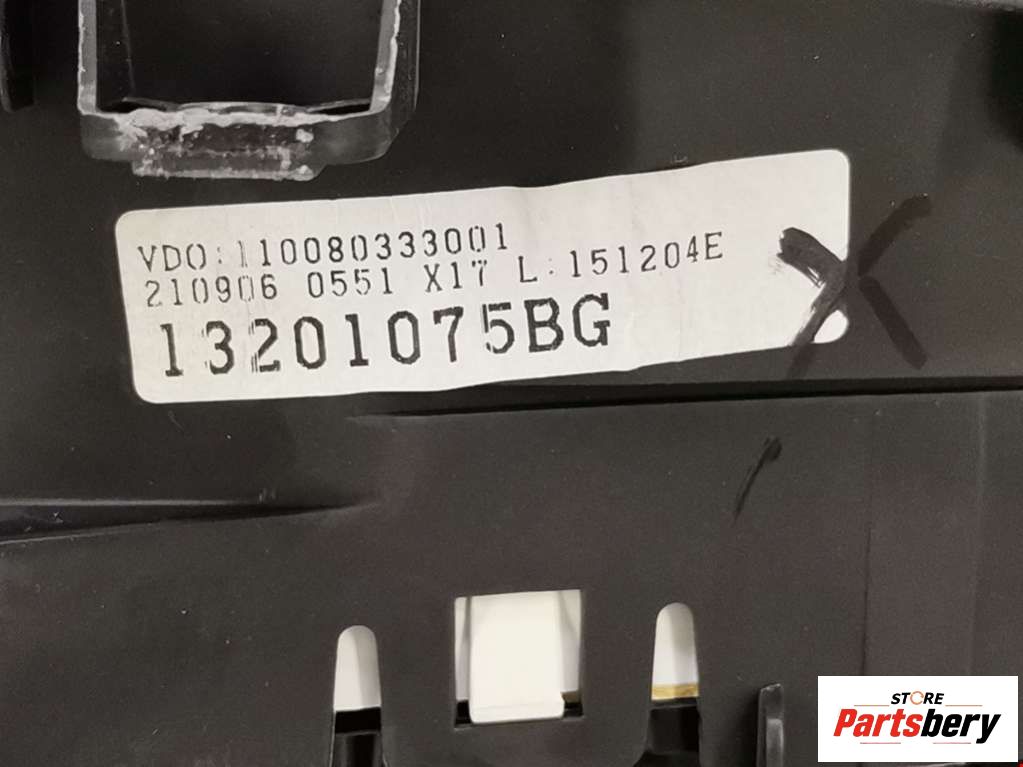 VDO:110080333001
210906 0551 X17 L:151204E
13201075BG
STORE
Partsbery